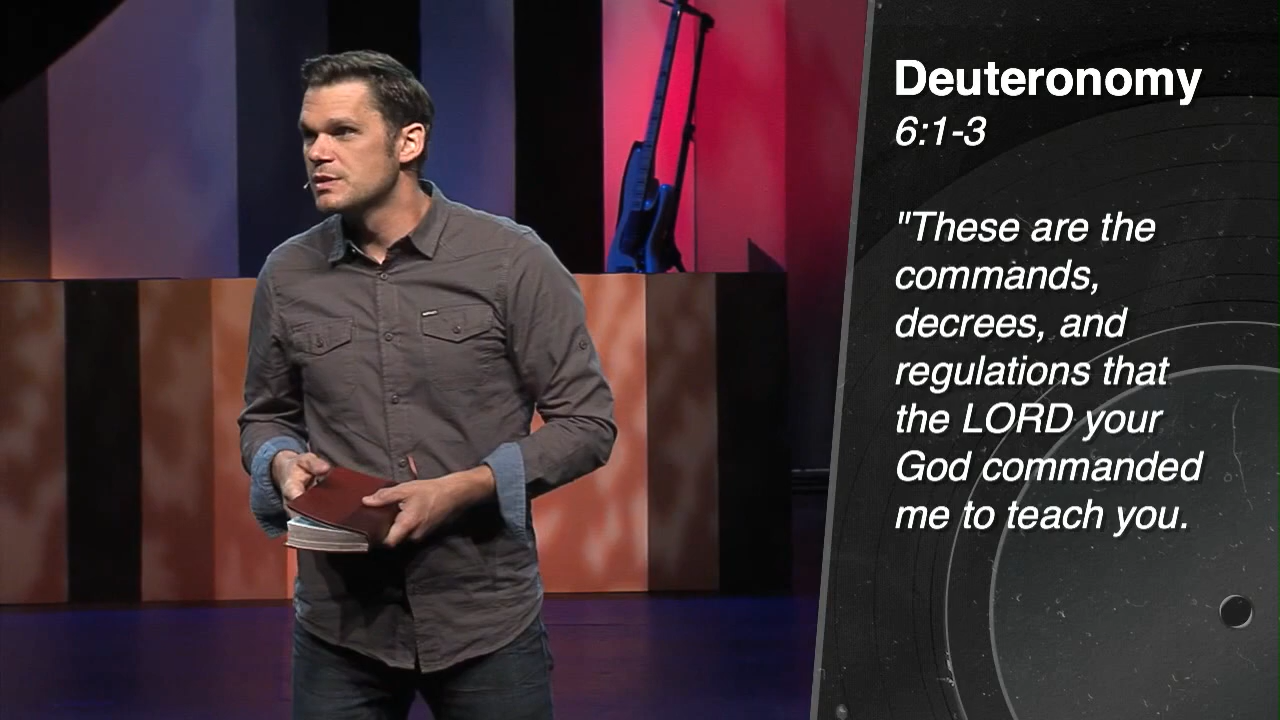 Deuteronomy
6:1-3
"These are the
commands,
decrees, and
regulations that
the LORD your
God commanded
me to teach you.